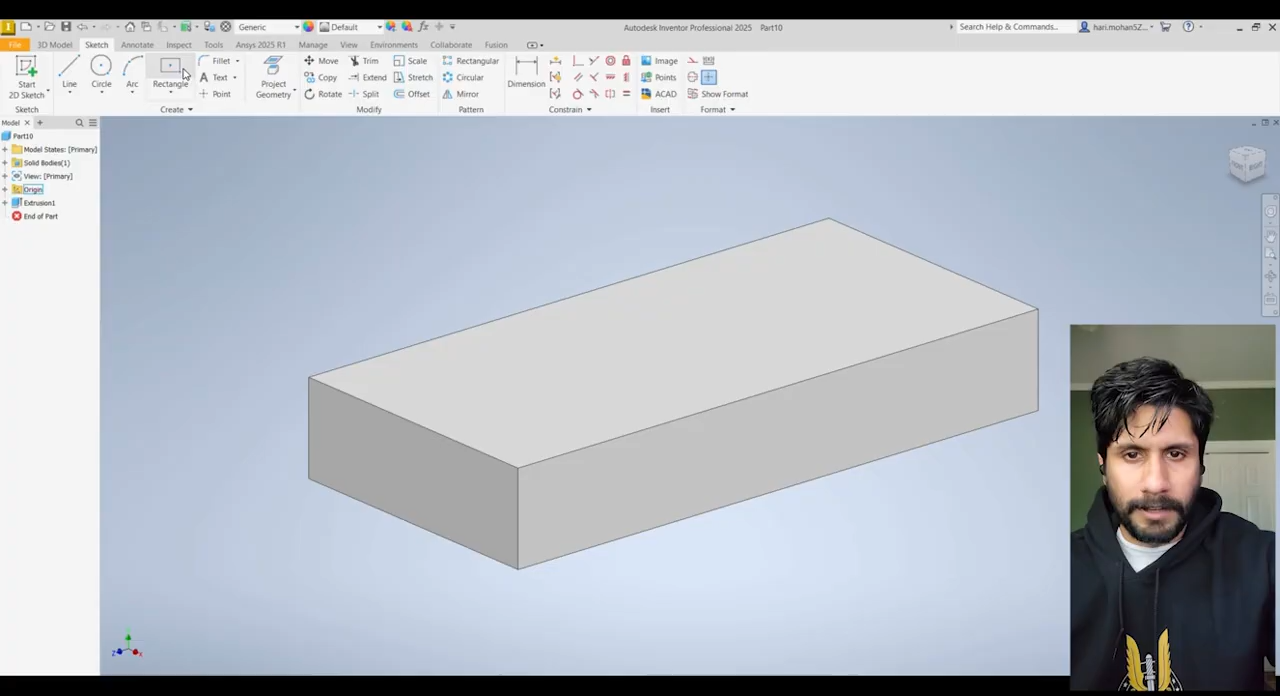 Generic
Default
Autodesk Inventor Professional 2025 Part10
Search Help & Commands...
hari.mohan5Z...
File 3D Model Sketch Annotate Inspect Tools Ansys 2025 R1 Manage View Environments Collaborate Fusion
Start
2D Sketch
Line
Circle
Arc
Rectangle
Fillet
Text
Point
Project
Geometry
Move
Copy
Rotate
Trim
Extend
Split
Scale
Stretch
Offset
Rectangular
Circular
Mirror
Dimension
Image
Points
ACAD
Show Format
Sketch Create Modify Pattern Constrain Insert Format
Model
Part10
Model States: [Primary]
Solid Bodies(1)
View: [Primary]
Origin
Extrusion1
End of Part